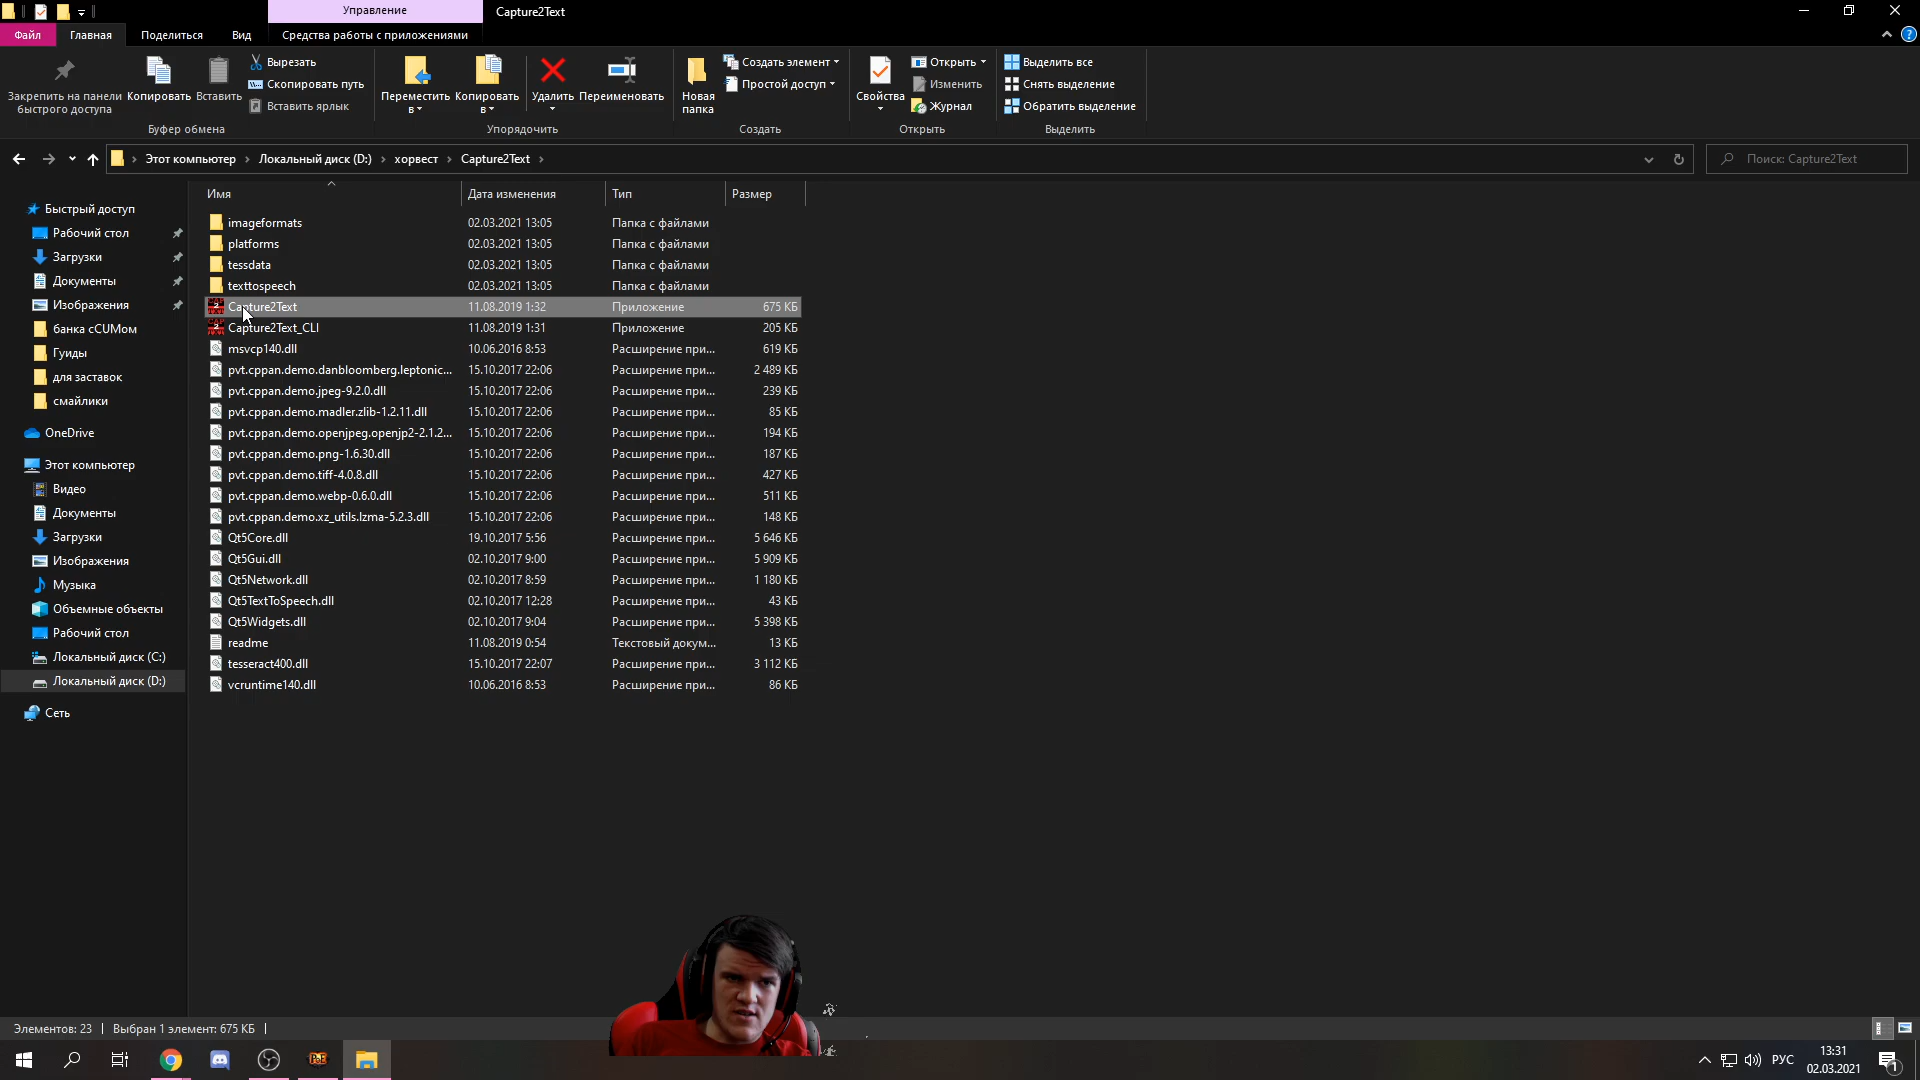 Управление
Capture2Text
Файл
Главная
Поделиться
Вид
Средства работы с приложениями
Закрепить на панели
быстрого доступа
Копировать
Вставить
Вырезать
Скопировать путь
Вставить ярлык
Буфер обмена
Переместить
в
Копировать
в
Удалить
Переименовать
Упорядочить
Новая
папка
Создать элемент
Простой доступ
Создать
Свойства
Открыть
Изменить
Журнал
Открыть
Выделить все
Снять выделение
Обратить выделение
Выделить
Этот компьютер › Локальный диск (D:) › хорвест › Capture2Text ›
Поиск: Capture2Text
Имя Дата изменения Тип Размер
imageformats 02.03.2021 13:05 Папка с файлами
platforms 02.03.2021 13:05 Папка с файлами
tessdata 02.03.2021 13:05 Папка с файлами
texttospeech 02.03.2021 13:05 Папка с файлами
Capture2Text 11.08.2019 1:32 Приложение 675 КБ
Capture2Text_CLI 11.08.2019 1:31 Приложение 205 КБ
msvcp140.dll 10.06.2016 8:53 Расширение при... 619 КБ
pvt.cppan.demo.danbloomberg.leptonic... 15.10.2017 22:06 Расширение при... 2 489 КБ
pvt.cppan.demo.jpeg-9.2.0.dll 15.10.2017 22:06 Расширение при... 239 КБ
pvt.cppan.demo.madler.zlib-1.2.11.dll 15.10.2017 22:06 Расширение при... 85 КБ
pvt.cppan.demo.openjpeg.openjp2-2.1.2... 15.10.2017 22:06 Расширение при... 194 КБ
pvt.cppan.demo.png-1.6.30.dll 15.10.2017 22:06 Расширение при... 187 КБ
pvt.cppan.demo.tiff-4.0.8.dll 15.10.2017 22:06 Расширение при... 427 КБ
pvt.cppan.demo.webp-0.6.0.dll 15.10.2017 22:06 Расширение при... 511 КБ
pvt.cppan.demo.xz_utils.lzma-5.2.3.dll 15.10.2017 22:06 Расширение при... 148 КБ
Qt5Core.dll 19.10.2017 5:56 Расширение при... 5 646 КБ
Qt5Gui.dll 02.10.2017 9:00 Расширение при... 5 909 КБ
Qt5Network.dll 02.10.2017 8:59 Расширение при... 1 180 КБ
Qt5TextToSpeech.dll 02.10.2017 12:28 Расширение при... 43 КБ
Qt5Widgets.dll 02.10.2017 9:04 Расширение при... 5 398 КБ
readme 11.08.2019 0:54 Текстовый докум... 13 КБ
tesseract400.dll 15.10.2017 22:07 Расширение при... 3 112 КБ
vcruntime140.dll 10.06.2016 8:53 Расширение при... 86 КБ
Быстрый доступ
Рабочий стол
Загрузки
Документы
Изображения
банка сCUMом
Гуиды
для заставок
смайлики
OneDrive
Этот компьютер
Видео
Документы
Загрузки
Изображения
Музыка
Объемные объекты
Рабочий стол
Локальный диск (C:)
Локальный диск (D:)
Сеть
Элементов: 23 | Выбран 1 элемент: 675 КБ |
PoE
РУС
13:31
02.03.2021
1